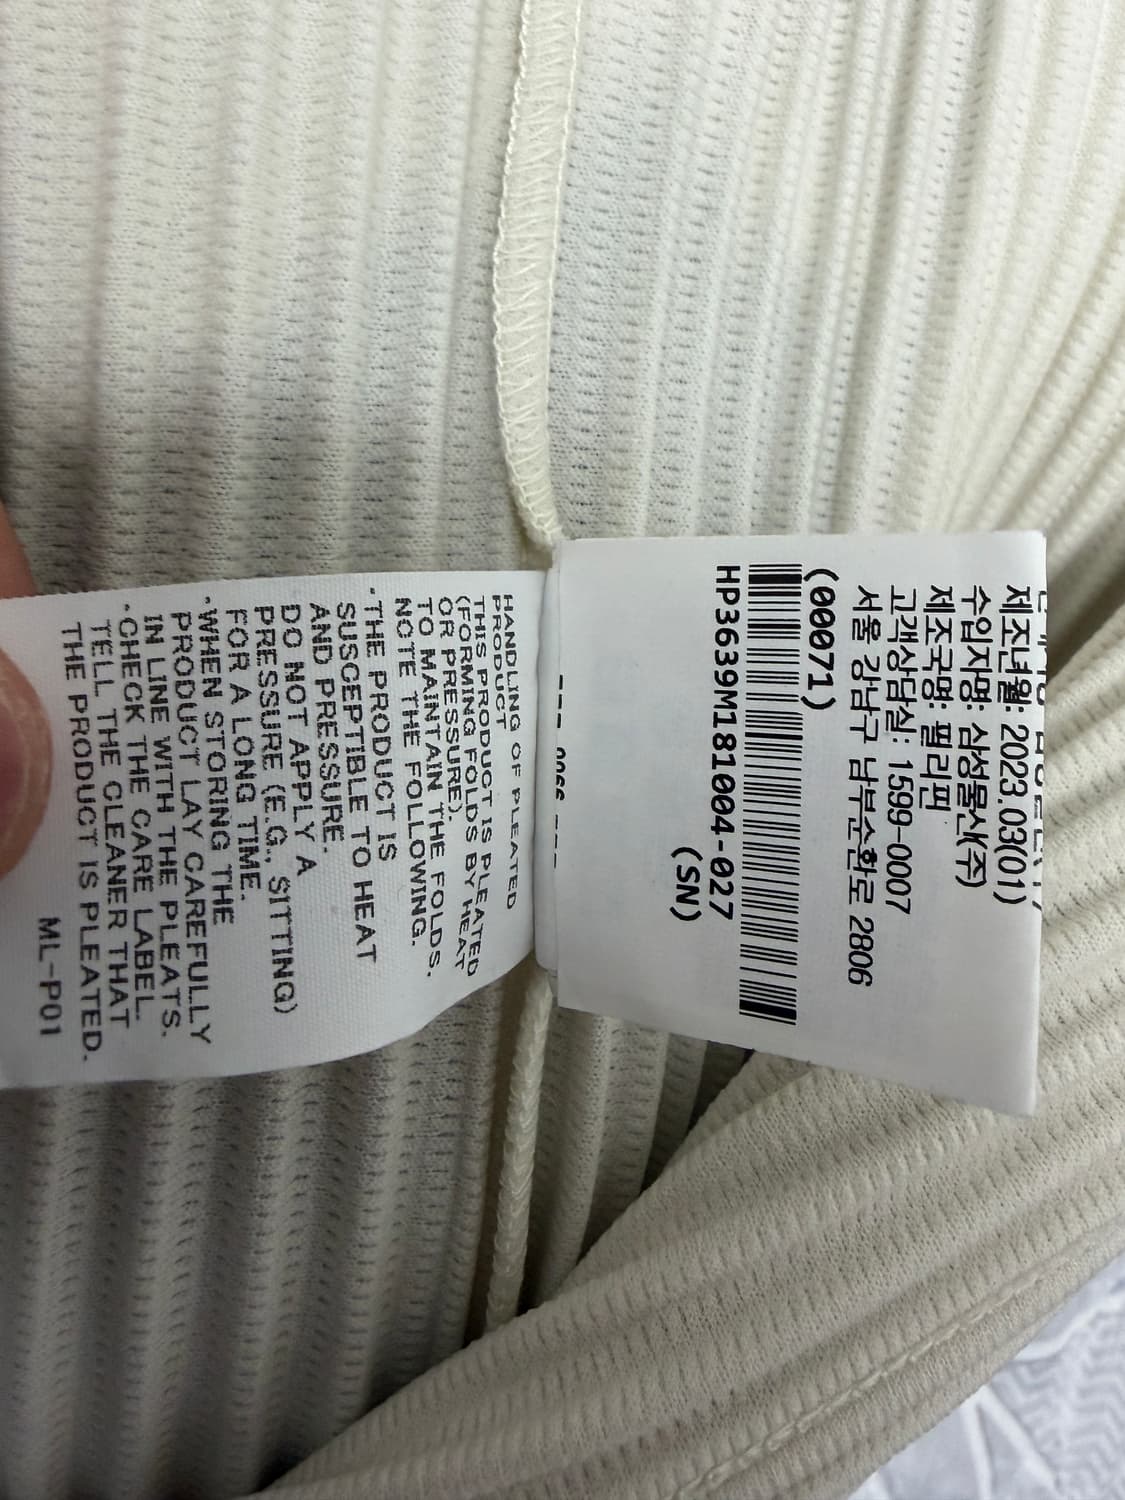 HANDLING OF PLEATED
PRODUCT
THIS PRODUCT IS PLEATED
(FORMING FOLDS BY HEAT
OR PRESSURE).
TO MAINTAIN THE FOLDS,
NOTE THE FOLLOWING.
·THE PRODUCT IS
SUSCEPTIBLE TO HEAT
AND PRESSURE.
DO NOT APPLY A
PRESSURE (E.G., SITTING)
FOR A LONG TIME.
·WHEN STORING THE
PRODUCT LAY CAREFULLY
IN LINE WITH THE PLEATS.
·CHECK THE CARE LABEL.
TELL THE CLEANER THAT
THE PRODUCT IS PLEATED.
ML-P01
제조년월: 2023.03(01)
수입자명: 삼성물산(주)
제조국명: 필리핀
고객상담실: 1599-0007
서울 강남구 남부순환로 2806
(00071)
HP3639M181004-027
(SN)